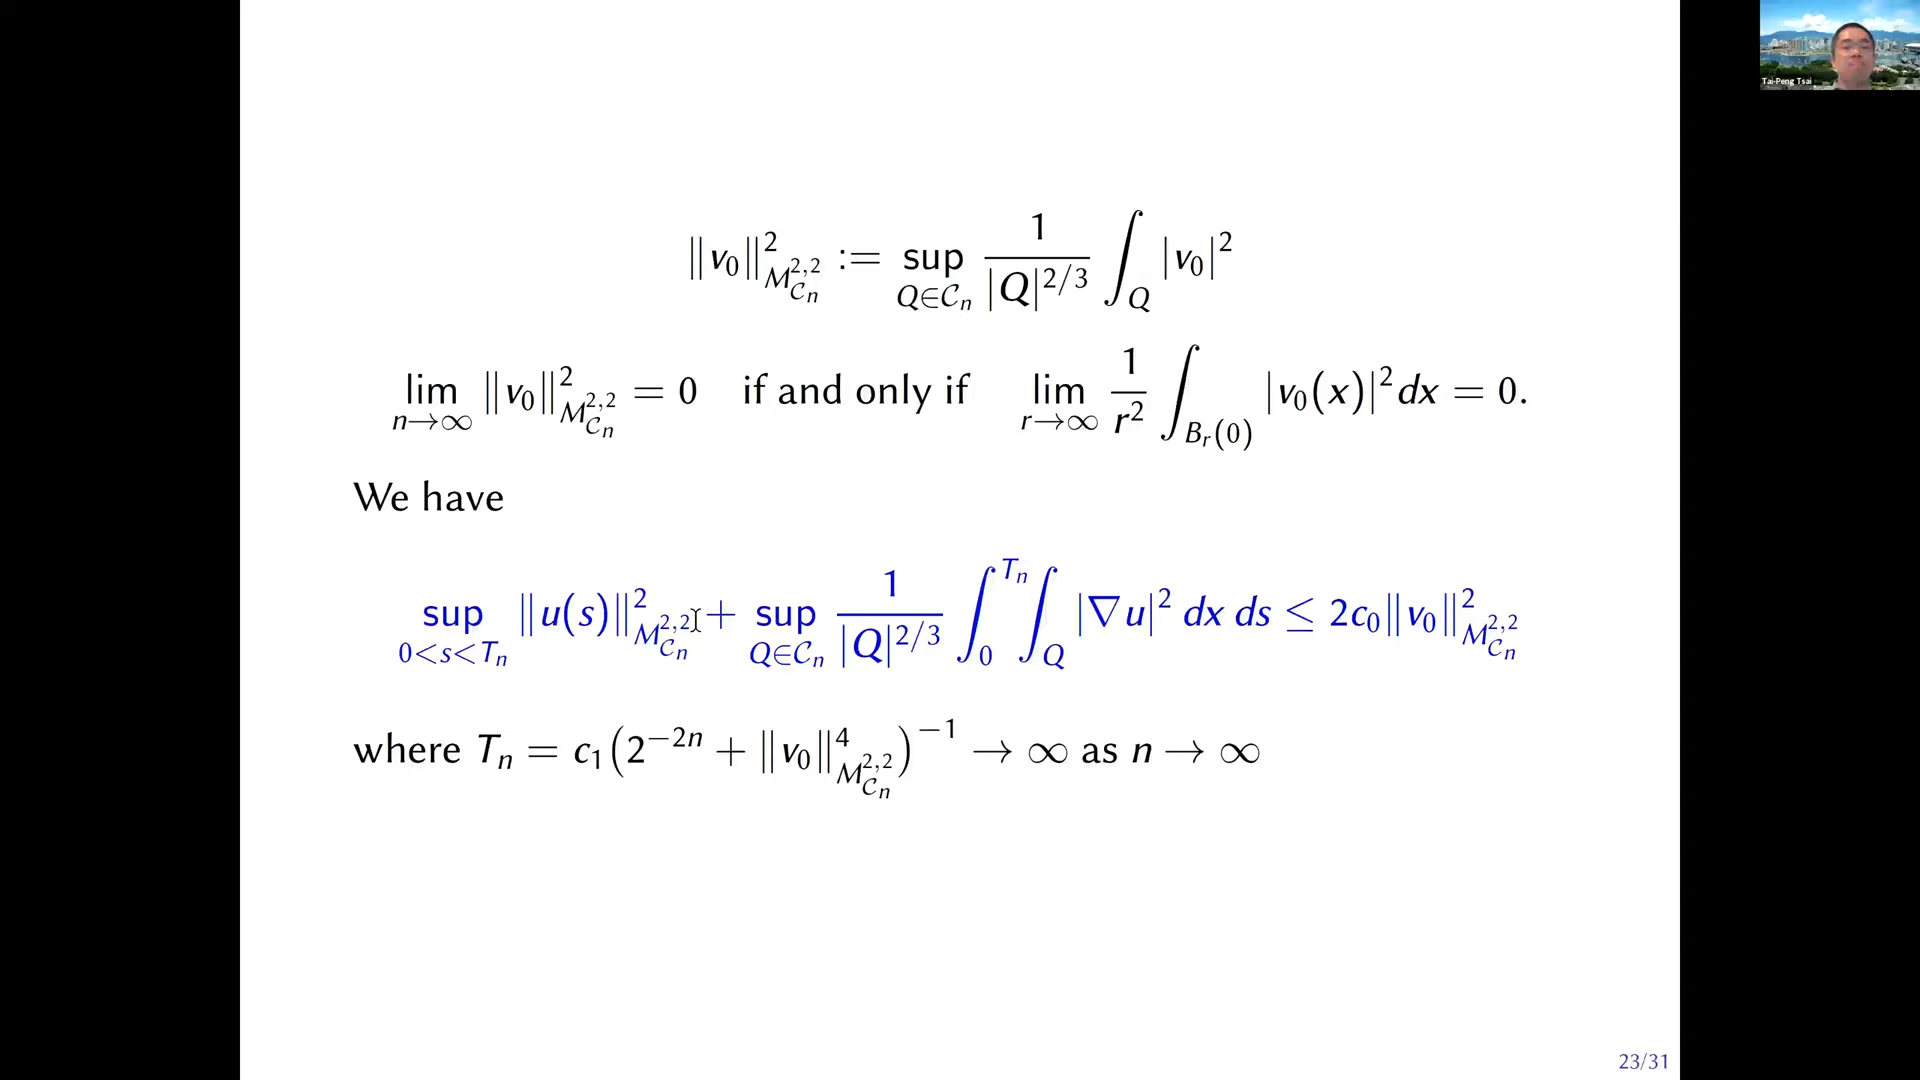 Tai-Peng Tsai
‖v₀‖²_{M^{2,2}_{𝒞ₙ}} := sup_{Q∈𝒞ₙ} 1/|Q|^{2/3} ∫_Q |v₀|²
lim_{n→∞} ‖v₀‖²_{M^{2,2}_{𝒞ₙ}} = 0 if and only if lim_{r→∞} 1/r² ∫_{B_r(0)} |v₀(x)|² dx = 0.
We have
sup_{0<s<Tₙ} ‖u(s)‖²_{M^{2,2}_{𝒞ₙ}} + sup_{Q∈𝒞ₙ} 1/|Q|^{2/3} ∫₀^{Tₙ} ∫_Q |∇u|² dx ds ≤ 2c₀‖v₀‖²_{M^{2,2}_{𝒞ₙ}}
where Tₙ = c₁(2^{−2n} + ‖v₀‖⁴_{M^{2,2}_{𝒞ₙ}})^{−1} → ∞ as n → ∞
23/31